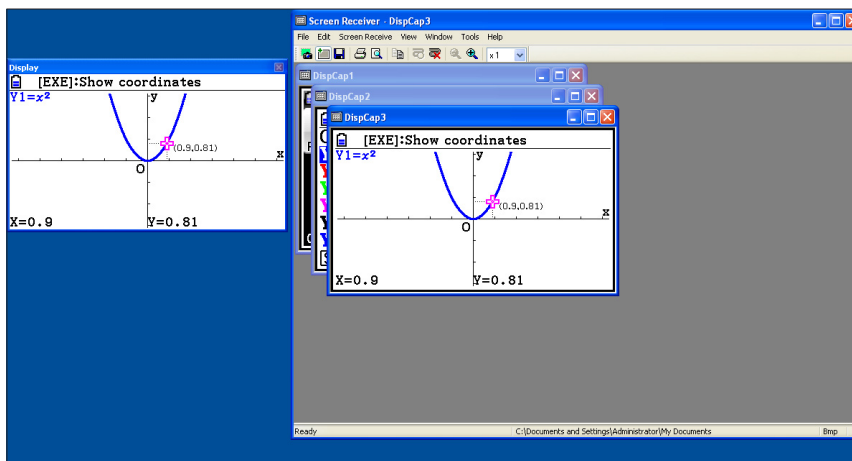 Display
[EXE]:Show coordinates
Y1=x²
y
(0.9,0.81)
x
O
X=0.9
Y=0.81
Screen Receiver - DispCap3
File Edit Screen Receive View Window Tools Help
x 1
DispCap1
DispCap2
DispCap3
[EXE]:Show coordinates
Y1=x²
y
(0.9,0.81)
x
O
X=0.9
Y=0.81
Ready
C:\Documents and Settings\Administrator\My Documents
Bmp